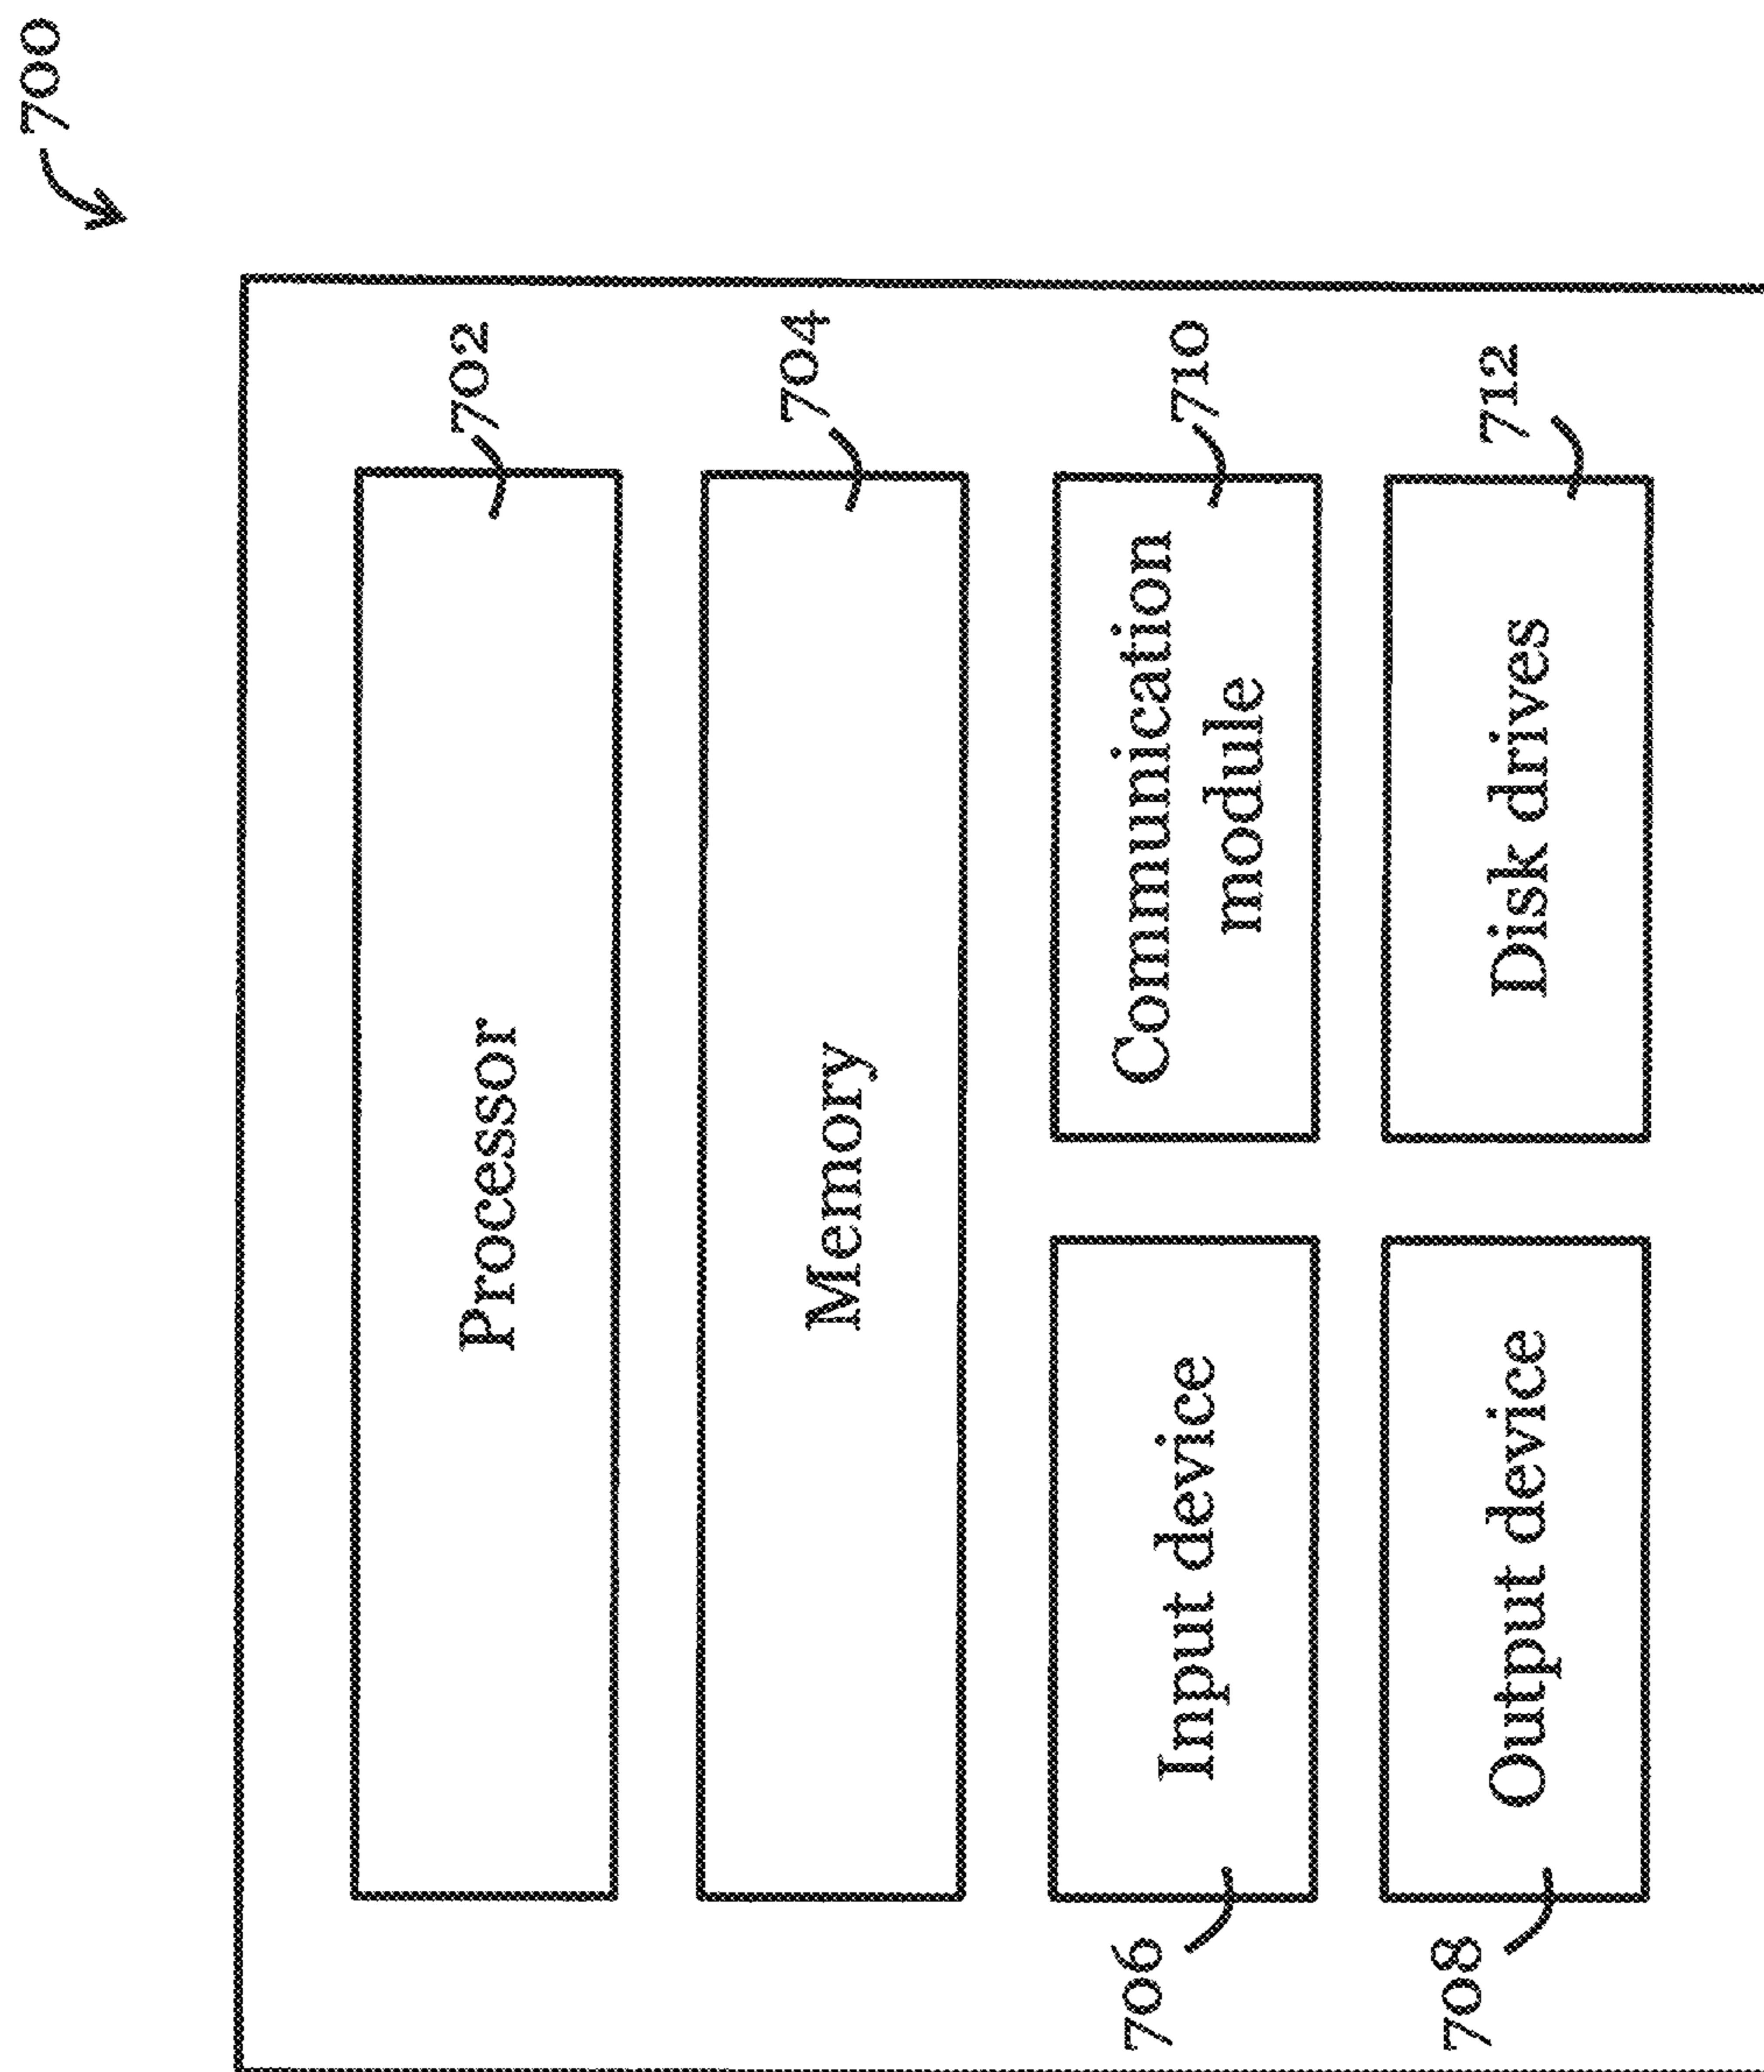 700
Processor
702
Memory
704
706
Input device
Communication
module
710
708
Output device
Disk drives
712